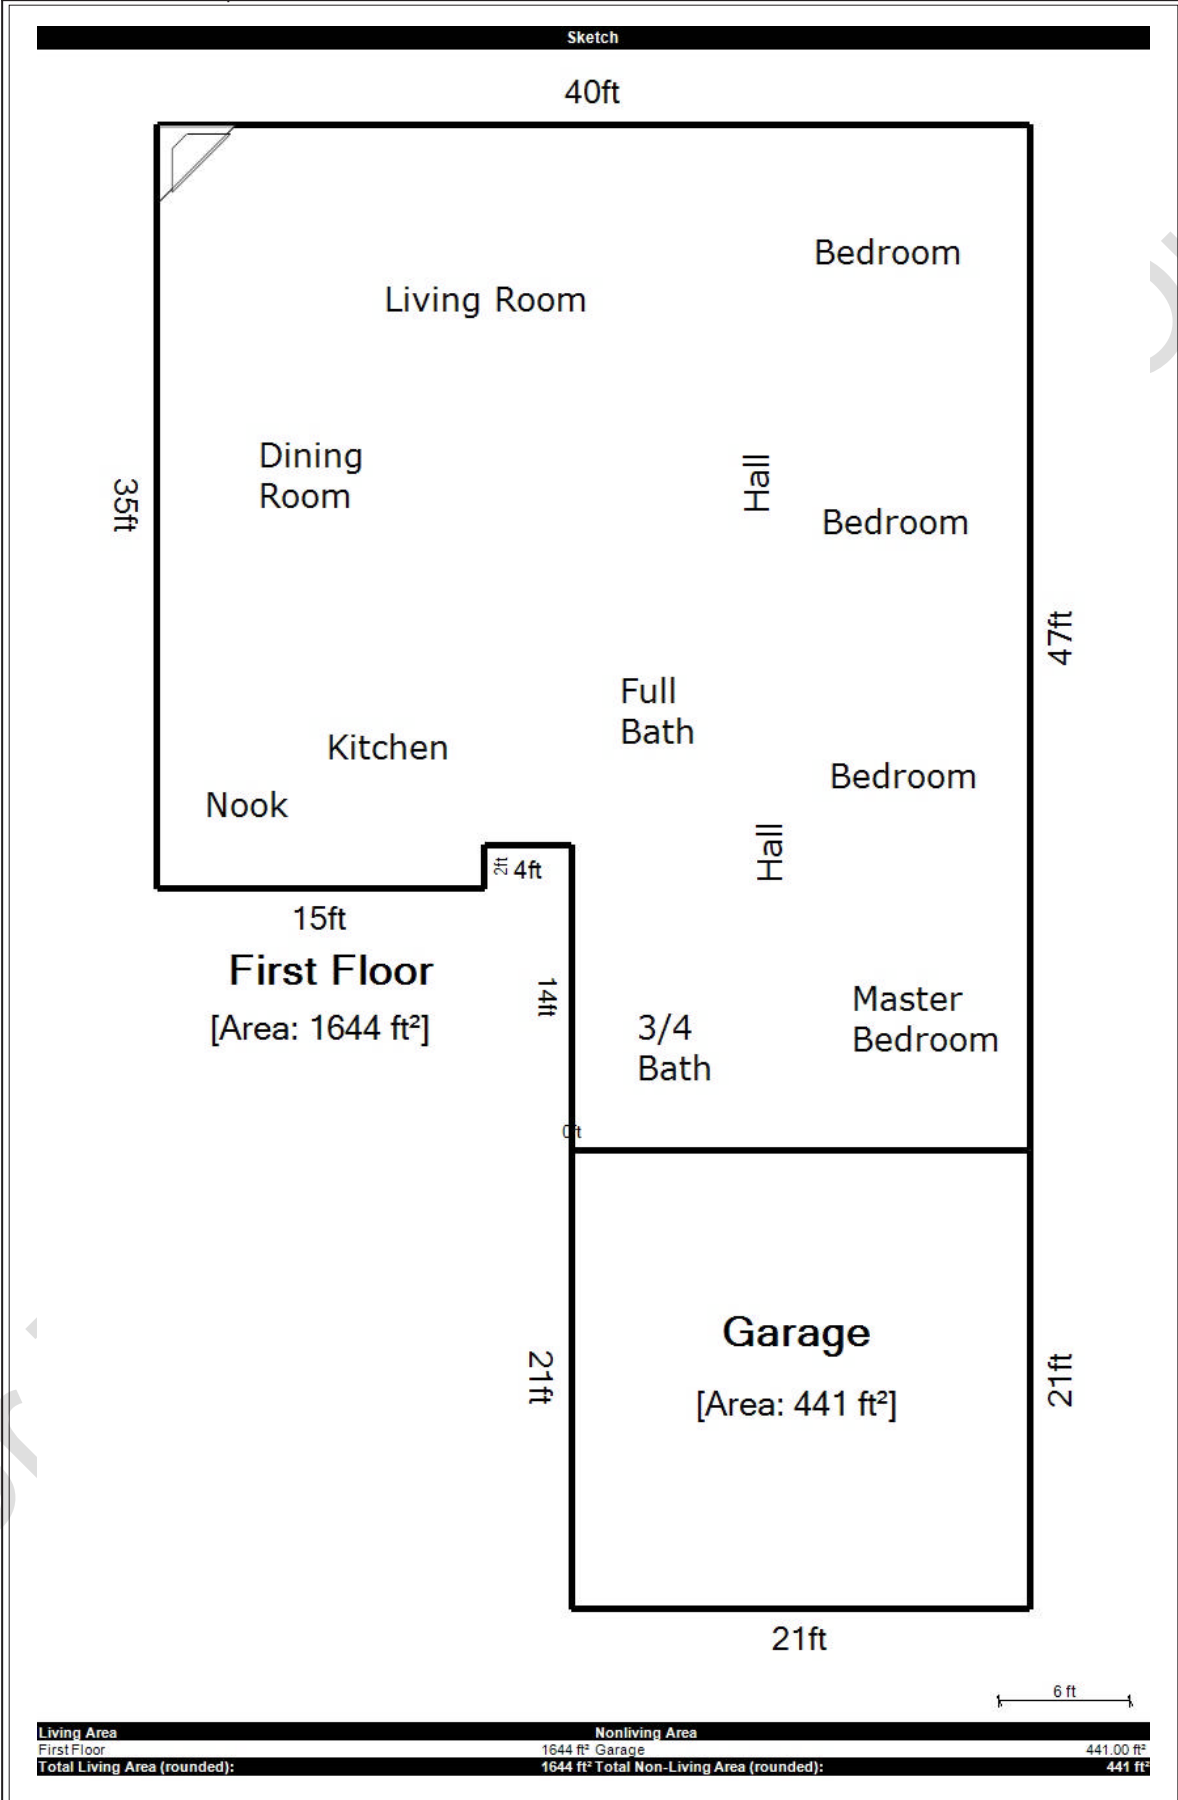 Sketch
40ft
Bedroom
Living Room
Dining
Room
Hall
35ft
Bedroom
47ft
Full
Bath
Kitchen
Bedroom
Nook
Hall
2ft 4ft
15ft
First Floor
[Area: 1644 ft²]
14ft
Master
Bedroom
3/4
Bath
0ft
Garage
[Area: 441 ft²]
21ft
21ft
21ft
6 ft
Living Area Nonliving Area
First Floor 1644 ft² Garage 441.00 ft²
Total Living Area (rounded): 1644 ft² Total Non-Living Area (rounded): 441 ft²